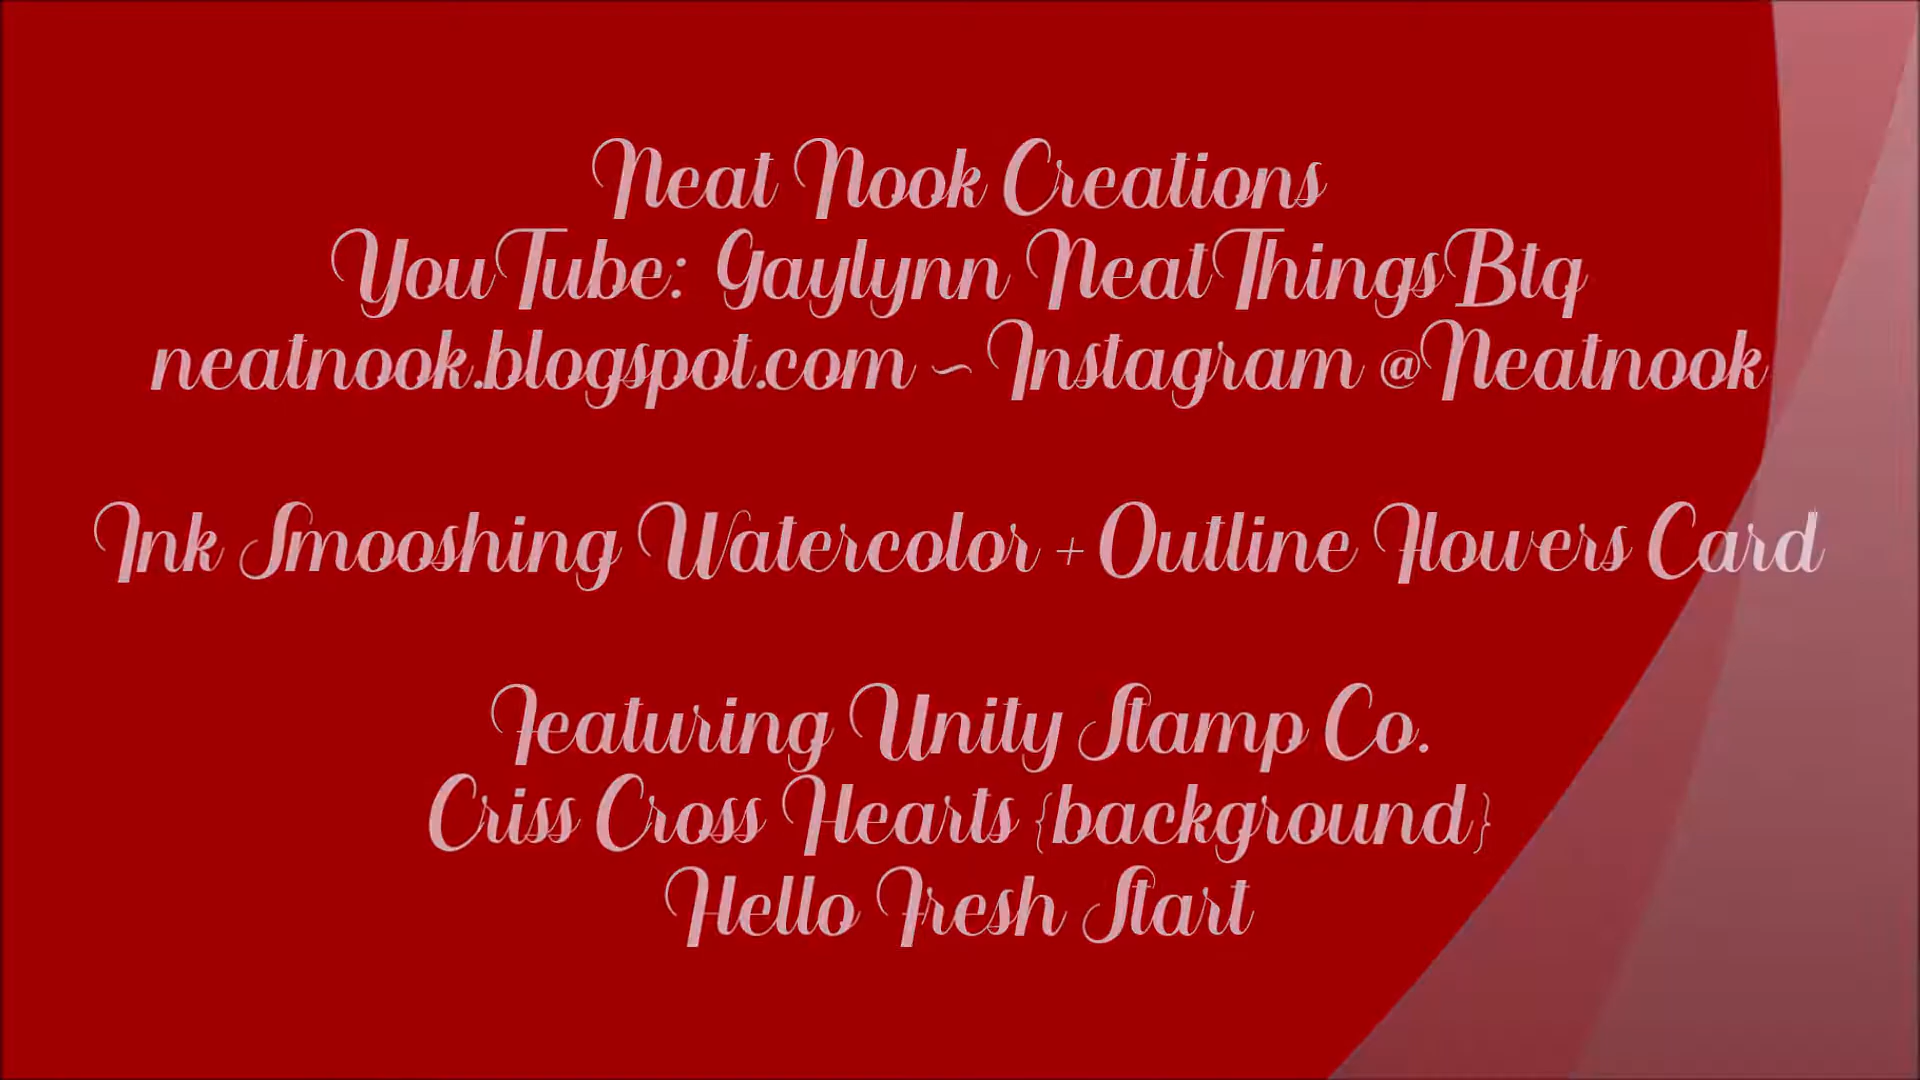 Neat Nook Creations
YouTube: Gaylynn NeatThingsBtq
neatnook.blogspot.com ~ Instagram @Neatnook
Ink Smooshing Watercolor + Outline Flowers Card
Featuring Unity Stamp Co.
Criss Cross Hearts {background}
Hello Fresh Start